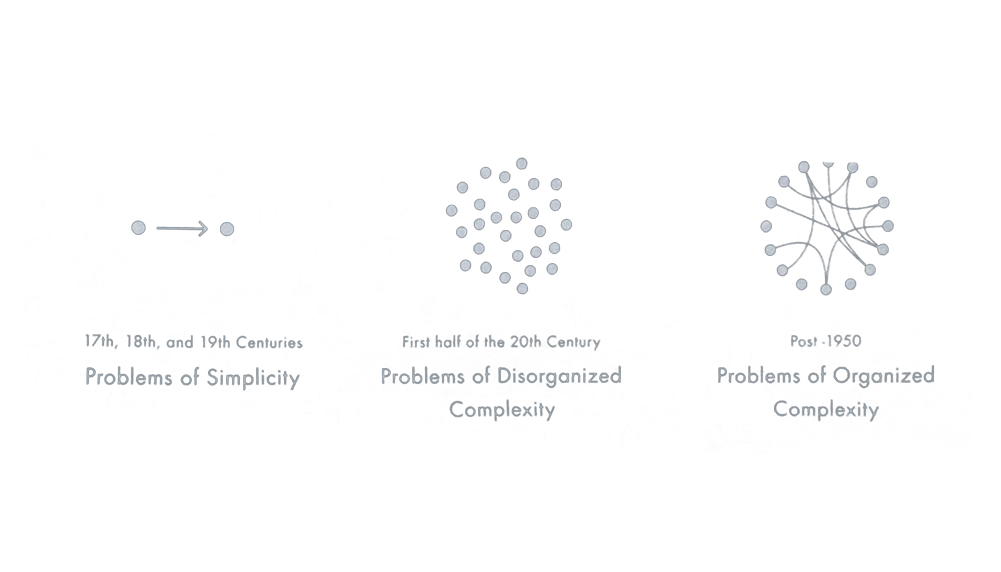 17th, 18th, and 19th Centuries
Problems of Simplicity
First half of the 20th Century
Problems of Disorganized
Complexity
Post -1950
Problems of Organized
Complexity